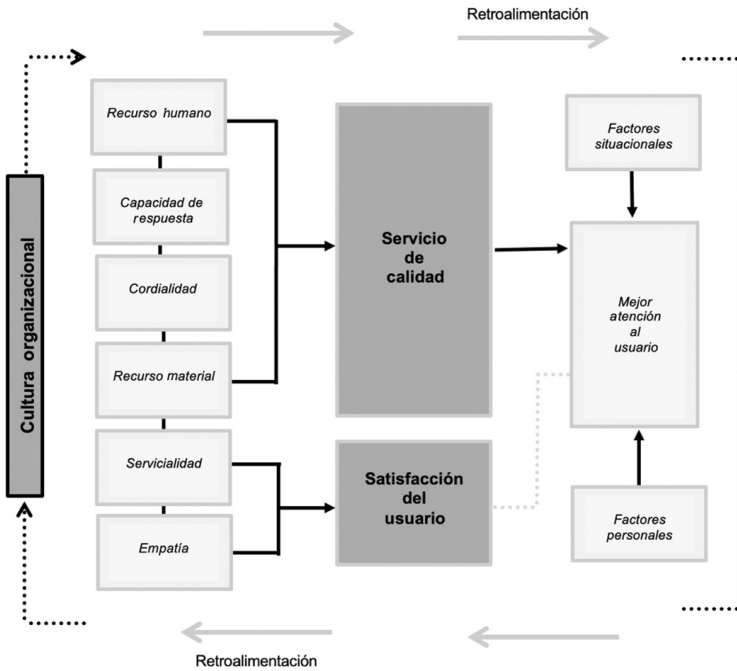 Retroalimentación
Cultura organizacional
Recurso humano
Capacidad de
respuesta
Cordialidad
Recurso material
Servicialidad
Empatía
Servicio
de
calidad
Satisfacción
del
usuario
Factores
situacionales
Mejor
atención
al
usuario
Factores
personales
Retroalimentación